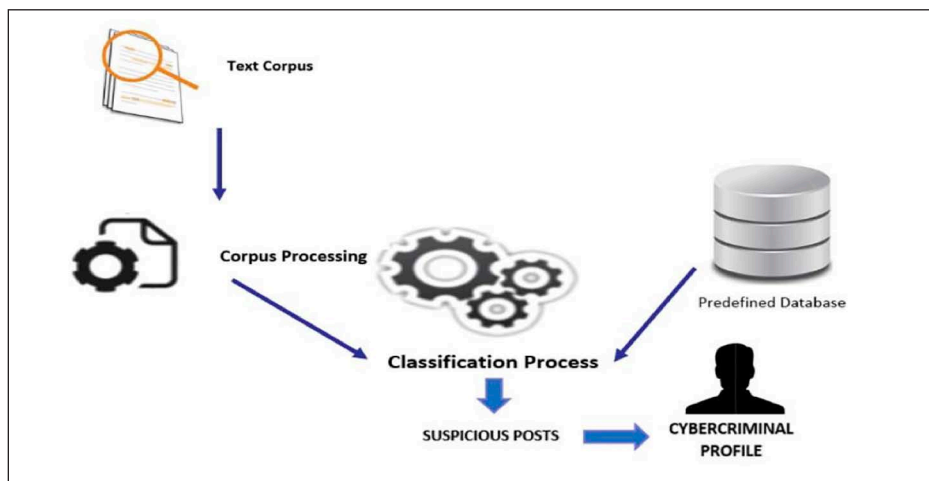 Text Corpus
Corpus Processing
Predefined Database
Classification Process
SUSPICIOUS POSTS
CYBERCRIMINAL
PROFILE